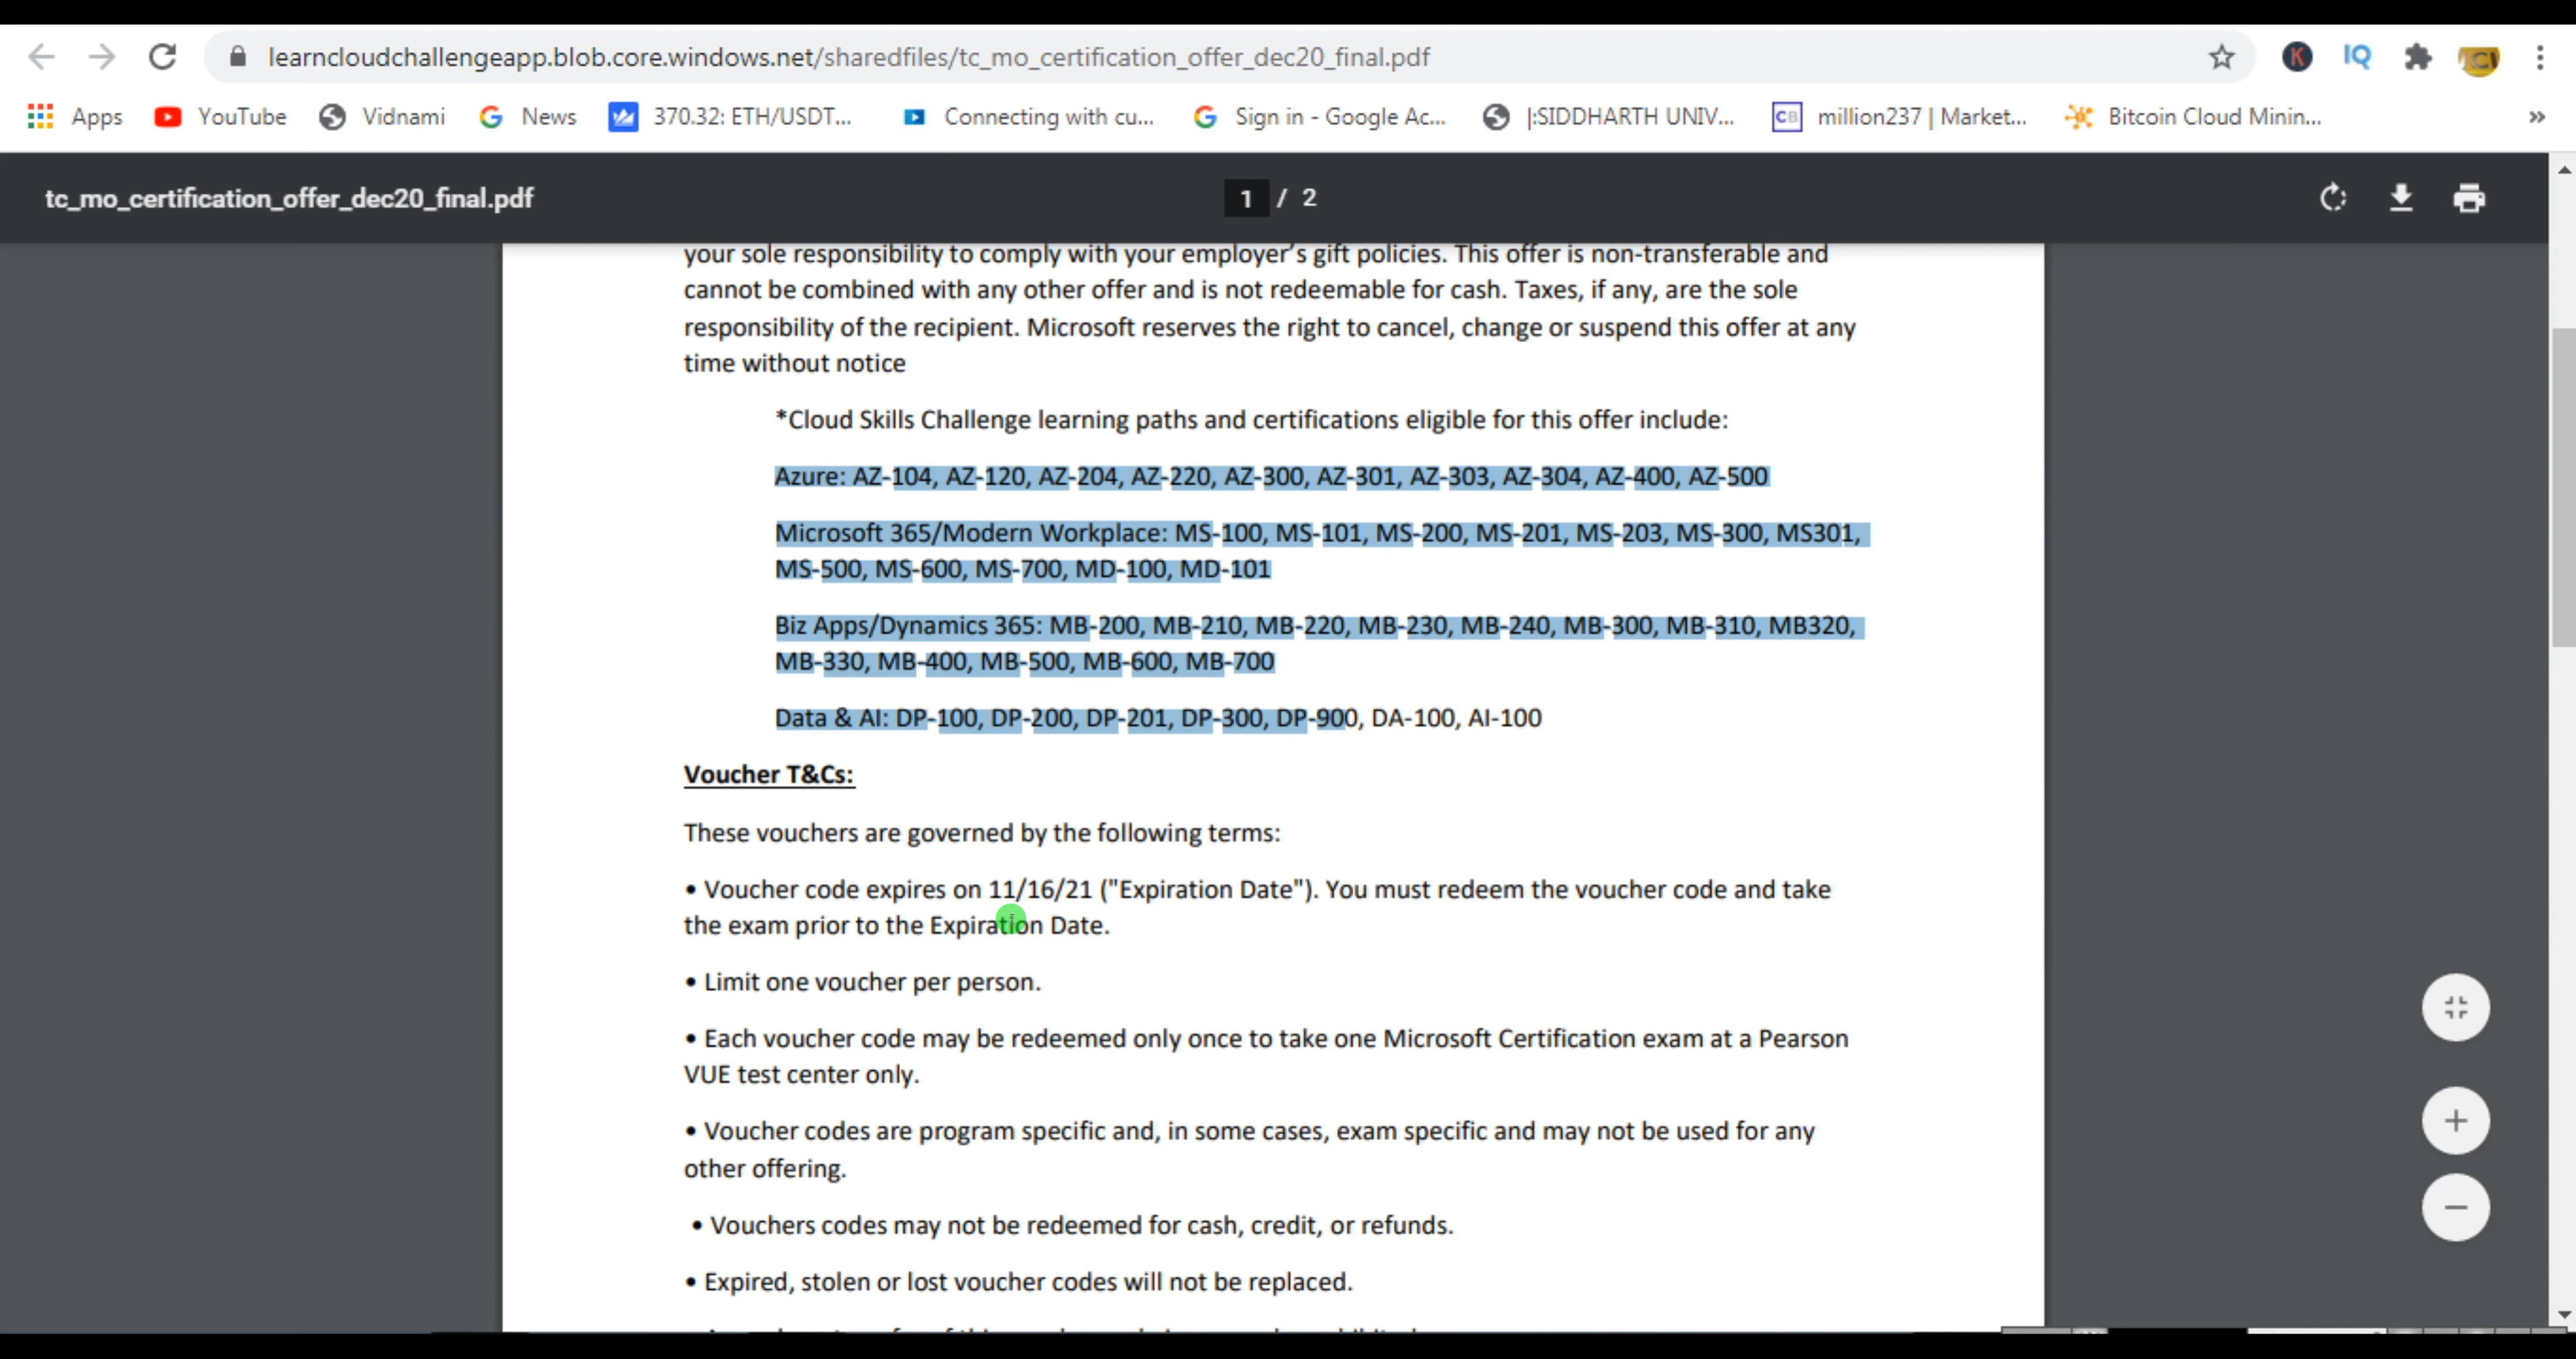 learncloudchallengeapp.blob.core.windows.net/sharedfiles/tc_mo_certification_offer_dec20_final.pdf
K IQ
Apps YouTube Vidnami News 370.32: ETH/USDT... Connecting with cu... Sign in - Google Ac... |:SIDDHARTH UNIV... CB million237 | Market... Bitcoin Cloud Minin... »
tc_mo_certification_offer_dec20_final.pdf 1 / 2
your sole responsibility to comply with your employer's gift policies. This offer is non-transferable and
cannot be combined with any other offer and is not redeemable for cash. Taxes, if any, are the sole
responsibility of the recipient. Microsoft reserves the right to cancel, change or suspend this offer at any
time without notice
*Cloud Skills Challenge learning paths and certifications eligible for this offer include:
Azure: AZ-104, AZ-120, AZ-204, AZ-220, AZ-300, AZ-301, AZ-303, AZ-304, AZ-400, AZ-500
Microsoft 365/Modern Workplace: MS-100, MS-101, MS-200, MS-201, MS-203, MS-300, MS301,
MS-500, MS-600, MS-700, MD-100, MD-101
Biz Apps/Dynamics 365: MB-200, MB-210, MB-220, MB-230, MB-240, MB-300, MB-310, MB320,
MB-330, MB-400, MB-500, MB-600, MB-700
Data & AI: DP-100, DP-200, DP-201, DP-300, DP-900, DA-100, AI-100
Voucher T&Cs:
These vouchers are governed by the following terms:
• Voucher code expires on 11/16/21 ("Expiration Date"). You must redeem the voucher code and take
the exam prior to the Expiration Date.
• Limit one voucher per person.
• Each voucher code may be redeemed only once to take one Microsoft Certification exam at a Pearson
VUE test center only.
• Voucher codes are program specific and, in some cases, exam specific and may not be used for any
other offering.
• Vouchers codes may not be redeemed for cash, credit, or refunds.
• Expired, stolen or lost voucher codes will not be replaced.